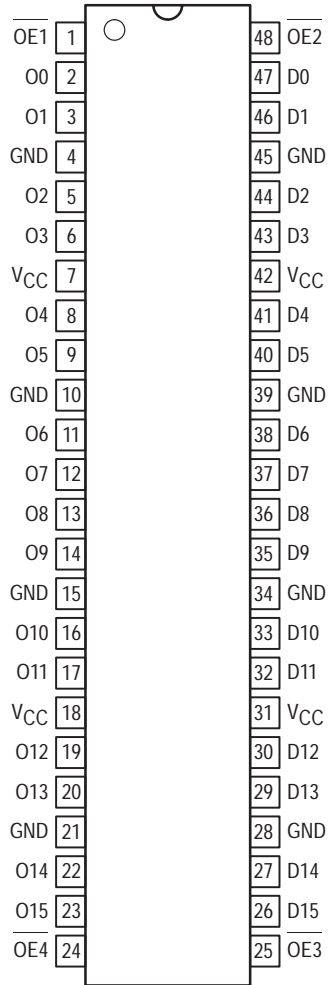 OE1 1 48 OE2
O0 2 47 D0
O1 3 46 D1
GND 4 45 GND
O2 5 44 D2
O3 6 43 D3
VCC 7 42 VCC
O4 8 41 D4
O5 9 40 D5
GND 10 39 GND
O6 11 38 D6
O7 12 37 D7
O8 13 36 D8
O9 14 35 D9
GND 15 34 GND
O10 16 33 D10
O11 17 32 D11
VCC 18 31 VCC
O12 19 30 D12
O13 20 29 D13
GND 21 28 GND
O14 22 27 D14
O15 23 26 D15
OE4 24 25 OE3